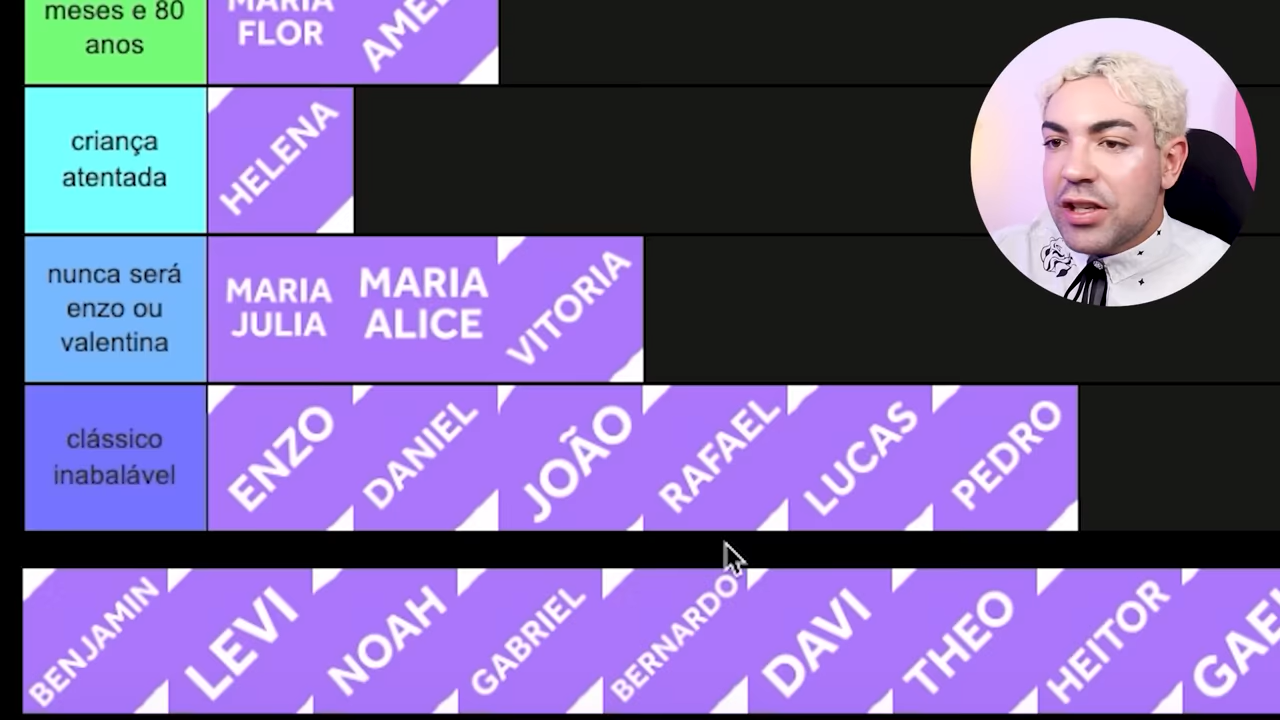 meses e 80
anos
MARIA
FLOR
criança
atentada
HELENA
nunca será
enzo ou
valentina
MARIA
JULIA
MARIA
ALICE
VITORIA
clássico
inabalável
ENZO
DANIEL
JOÃO
RAFAEL
LUCAS
PEDRO
BENJAMIN
LEVI
NOAH
GABRIEL
BERNARDO
DAVI
THEO
HEITOR